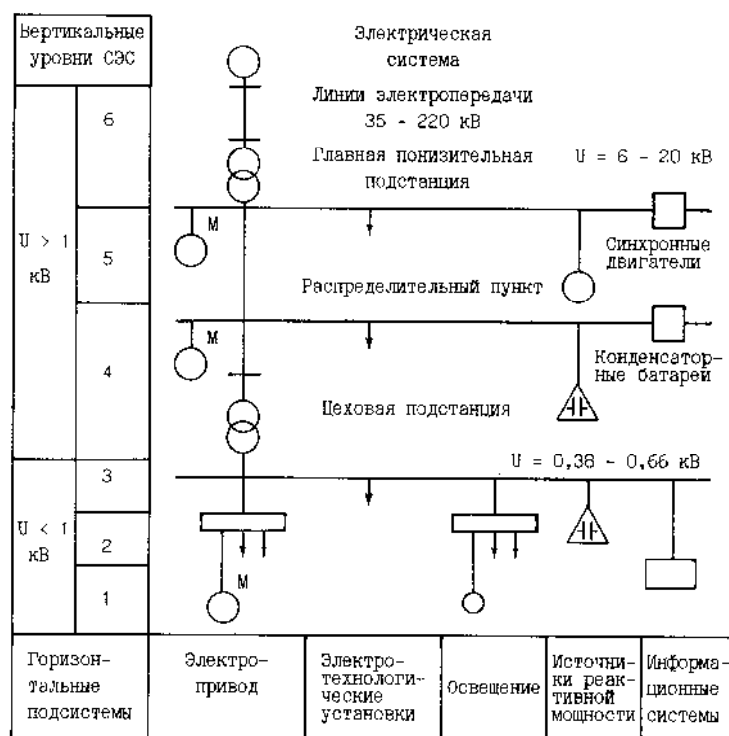 Вертикальные
уровни СЭС
Электрическая
система
6
Линии электропередачи
35 - 220 кВ
Главная понизительная
подстанция
U = 6 - 20 кВ
U > 1
кВ
5
М
Синхронные
двигатели
Распределительный пункт
4
М
Конденсатор-
ные батареи
Цеховая подстанция
U = 0,38 - 0,66 кВ
3
U < 1
кВ
2
1
М
Горизон-
тальные
подсистемы
Электро-
привод
Электро-
технологи-
ческие
установки
Освещение
Источни-
ки реак-
тивной
мощности
Информа-
ционные
системы